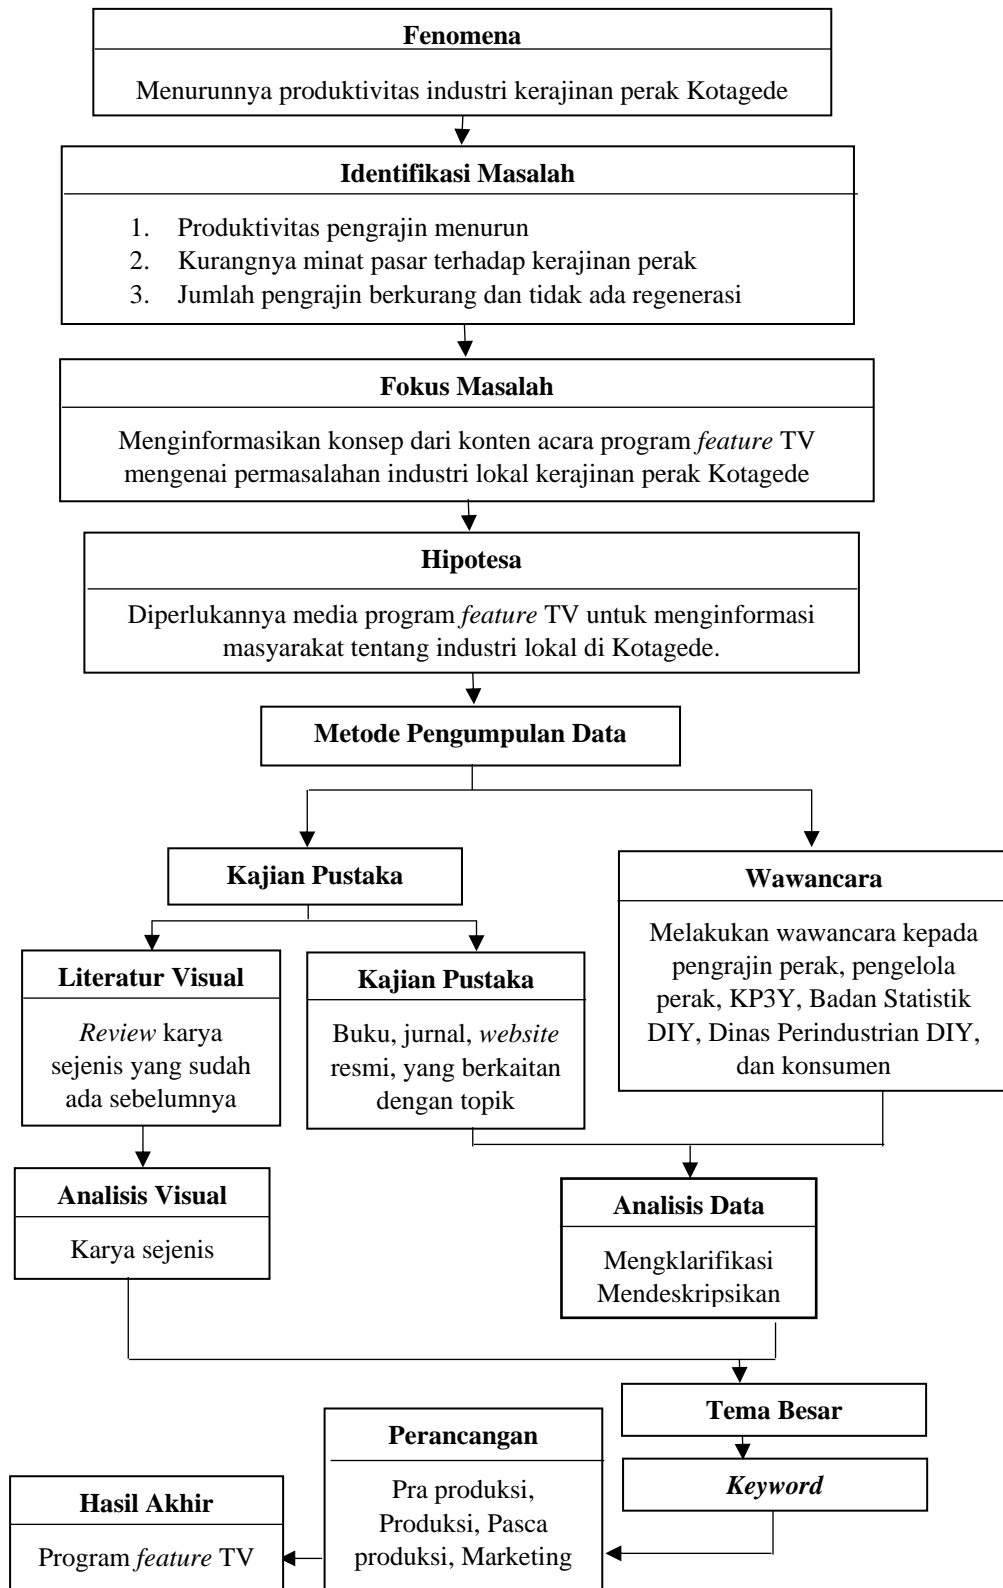 Fenomena
Menurunnya produktivitas industri kerajinan perak Kotagede
Identifikasi Masalah
1. Produktivitas pengrajin menurun
2. Kurangnya minat pasar terhadap kerajinan perak
3. Jumlah pengrajin berkurang dan tidak ada regenerasi
Fokus Masalah
Menginformasikan konsep dari konten acara program feature TV
mengenai permasalahan industri lokal kerajinan perak Kotagede
Hipotesa
Diperlukannya media program feature TV untuk menginformasi
masyarakat tentang industri lokal di Kotagede.
Metode Pengumpulan Data
Kajian Pustaka
Wawancara
Melakukan wawancara kepada
pengrajin perak, pengelola
perak, KP3Y, Badan Statistik
DIY, Dinas Perindustrian DIY,
dan konsumen
Literatur Visual
Review karya
sejenis yang sudah
ada sebelumnya
Kajian Pustaka
Buku, jurnal, website
resmi, yang berkaitan
dengan topik
Analisis Visual
Karya sejenis
Analisis Data
Mengklarifikasi
Mendeskripsikan
Tema Besar
Keyword
Perancangan
Pra produksi,
Produksi, Pasca
produksi, Marketing
Hasil Akhir
Program feature TV